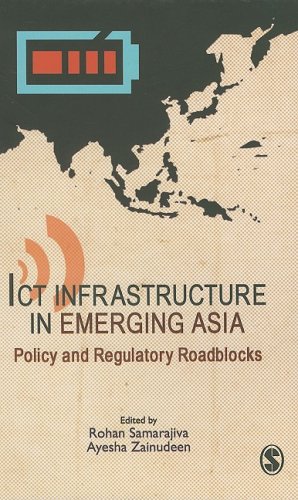 ICT INFRASTRUCTURE
IN EMERGING ASIA
Policy and Regulatory Roadblocks
Edited by
Rohan Samarajiva
Ayesha Zainudeen
S